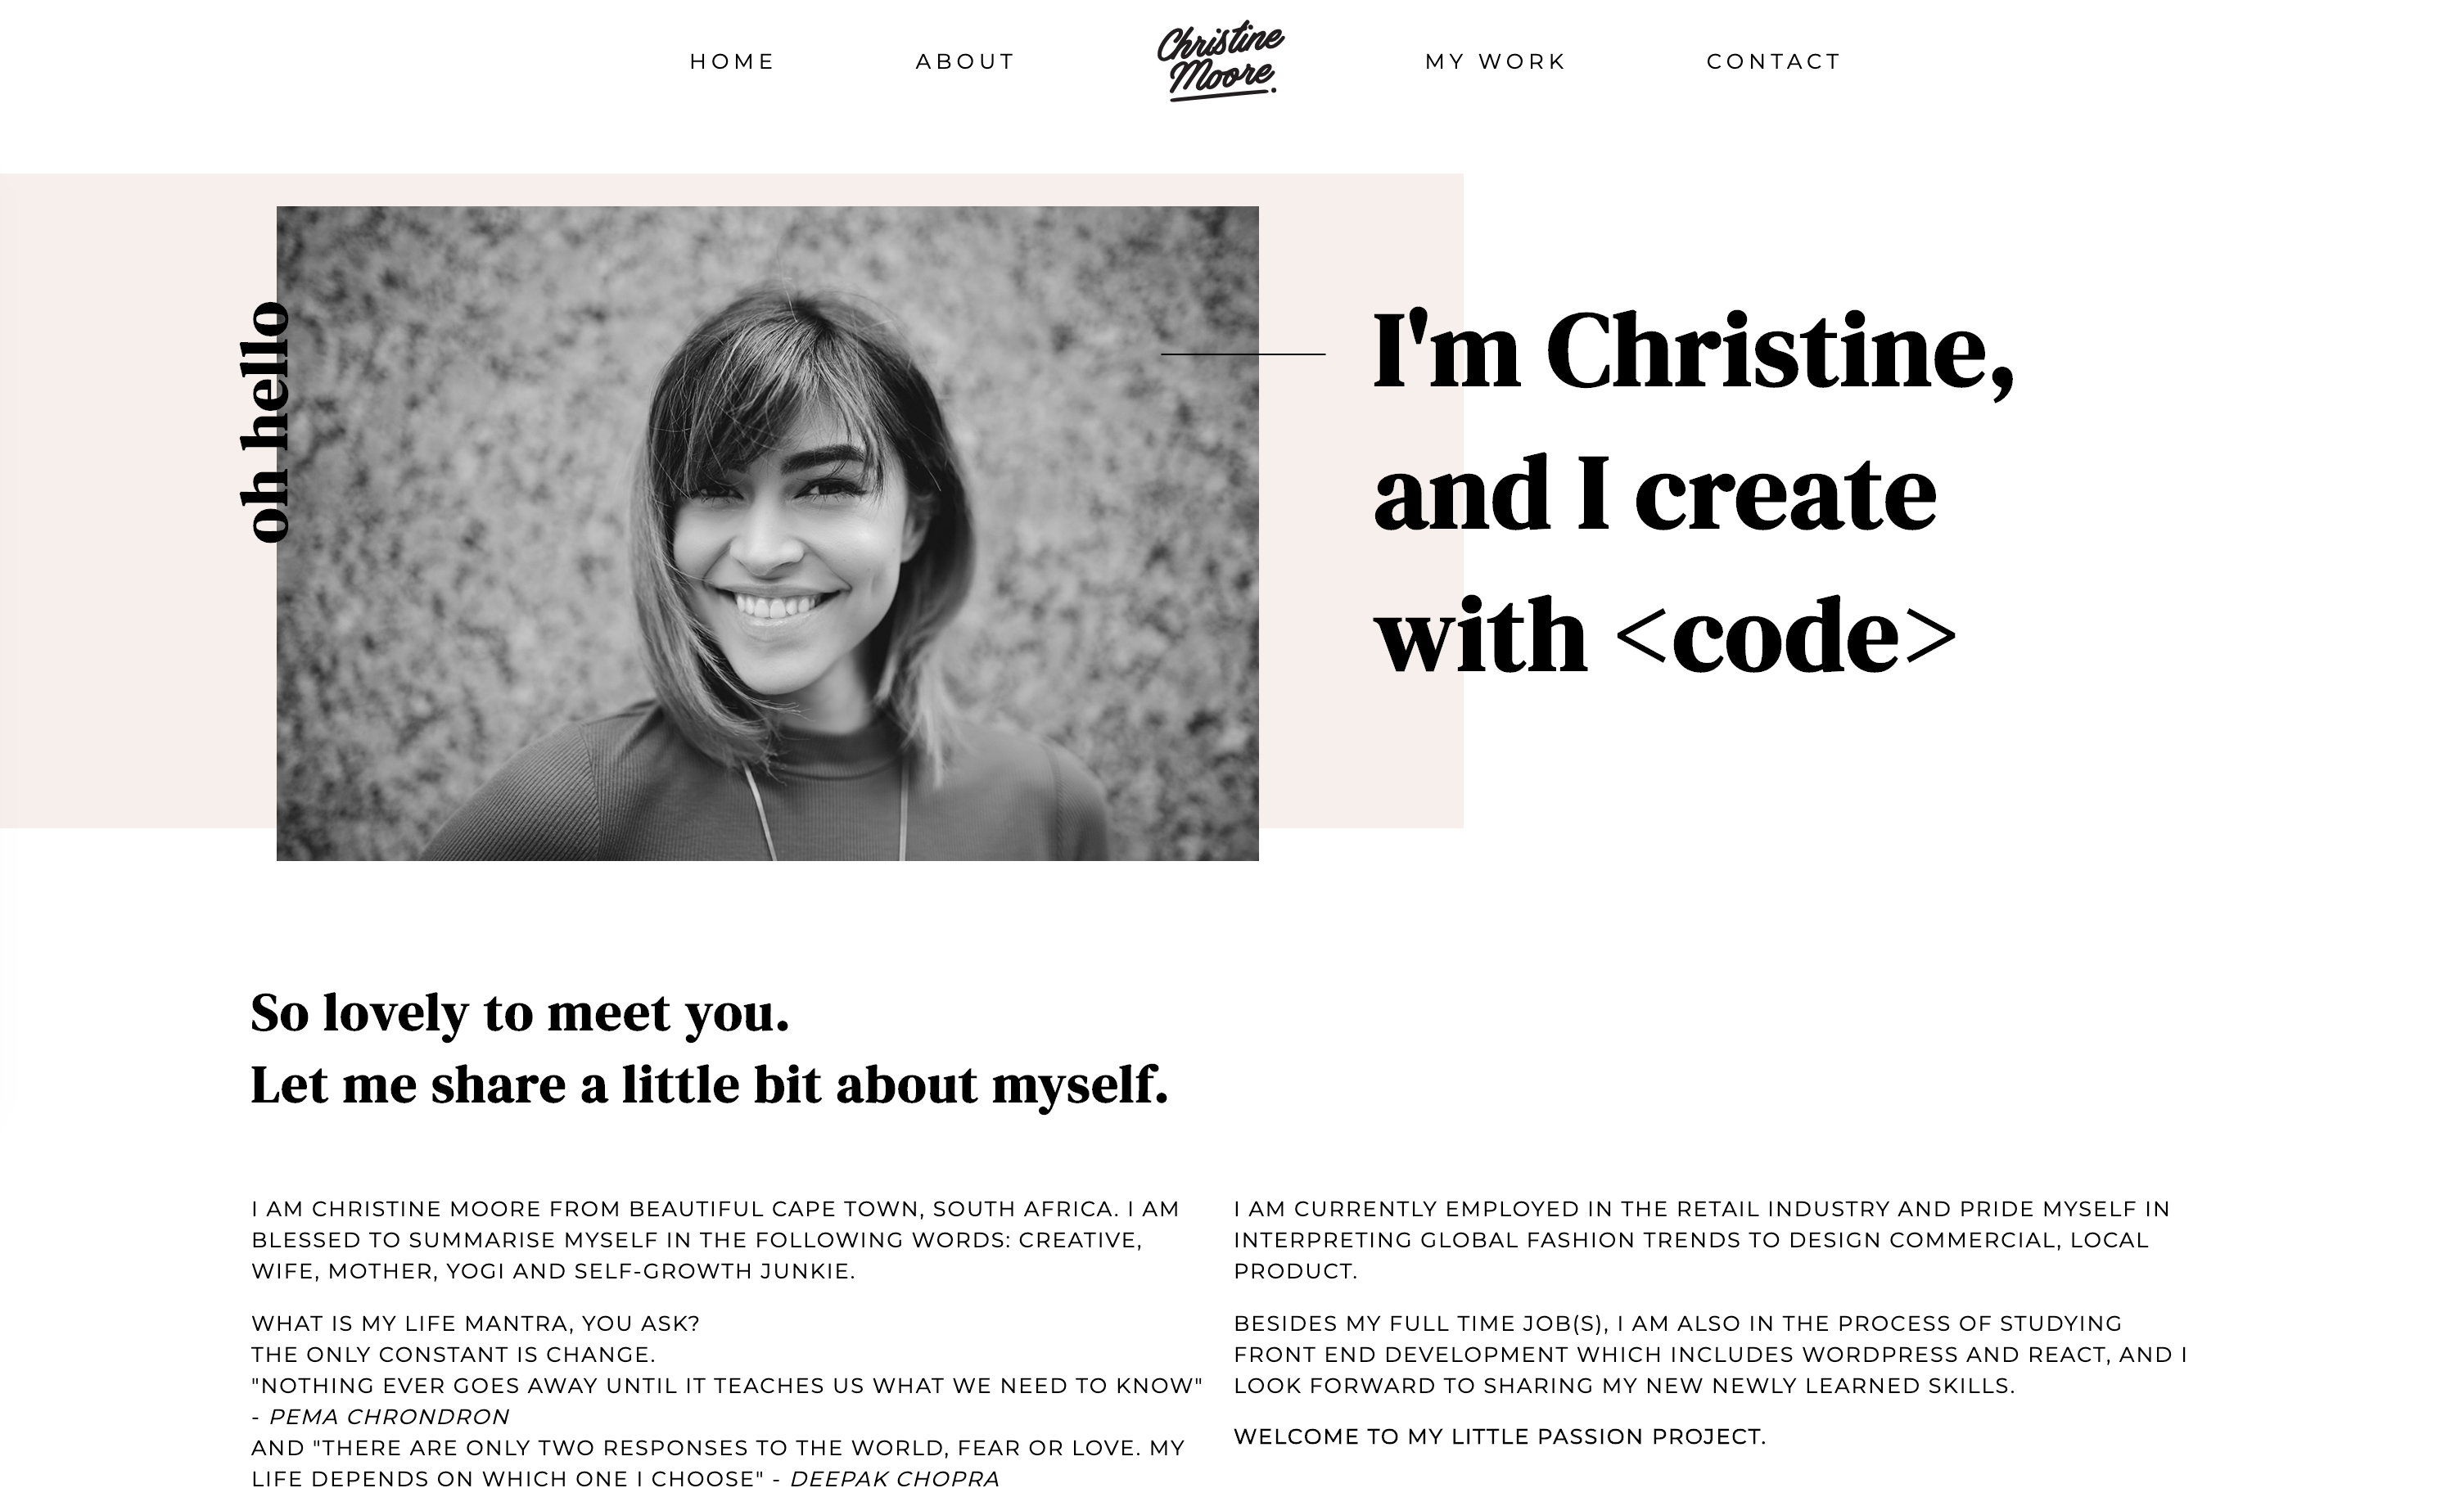 HOME
ABOUT
Christine
Moore.
MY WORK
CONTACT
oh hello
I'm Christine,
and I create
with <code>
So lovely to meet you.
Let me share a little bit about myself.
I AM CHRISTINE MOORE FROM BEAUTIFUL CAPE TOWN, SOUTH AFRICA. I AM
BLESSED TO SUMMARISE MYSELF IN THE FOLLOWING WORDS: CREATIVE,
WIFE, MOTHER, YOGI AND SELF-GROWTH JUNKIE.
WHAT IS MY LIFE MANTRA, YOU ASK?
THE ONLY CONSTANT IS CHANGE.
"NOTHING EVER GOES AWAY UNTIL IT TEACHES US WHAT WE NEED TO KNOW"
- PEMA CHRONDRON
AND "THERE ARE ONLY TWO RESPONSES TO THE WORLD, FEAR OR LOVE. MY
LIFE DEPENDS ON WHICH ONE I CHOOSE" - DEEPAK CHOPRA
I AM CURRENTLY EMPLOYED IN THE RETAIL INDUSTRY AND PRIDE MYSELF IN
INTERPRETING GLOBAL FASHION TRENDS TO DESIGN COMMERCIAL, LOCAL
PRODUCT.
BESIDES MY FULL TIME JOB(S), I AM ALSO IN THE PROCESS OF STUDYING
FRONT END DEVELOPMENT WHICH INCLUDES WORDPRESS AND REACT, AND I
LOOK FORWARD TO SHARING MY NEW NEWLY LEARNED SKILLS.
WELCOME TO MY LITTLE PASSION PROJECT.